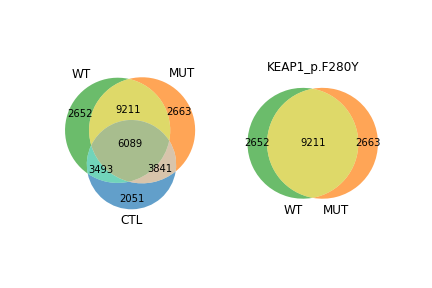 WT
MUT
2652
9211
2663
6089
3493
3841
2051
CTL
KEAP1_p.F280Y
2652
9211
2663
WT
MUT